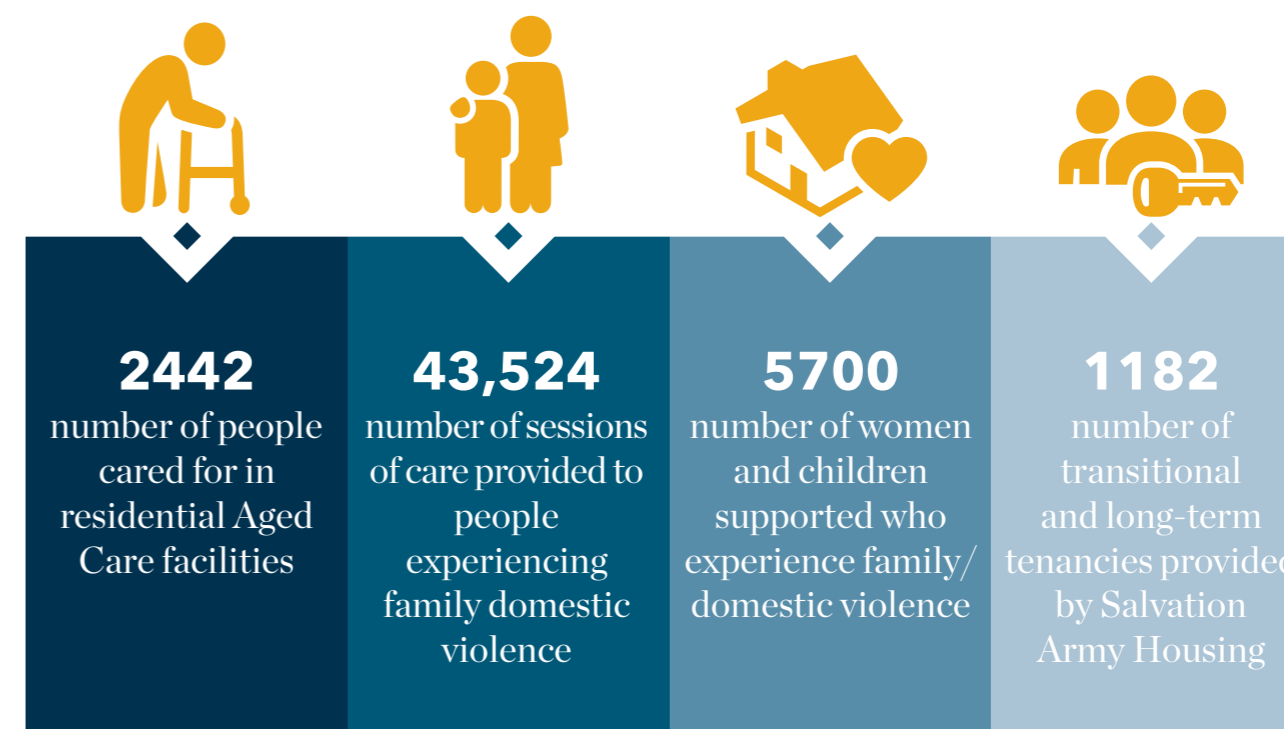 2442
number of people
cared for in
residential Aged
Care facilities
43,524
number of sessions
of care provided to
people
experiencing
family domestic
violence
5700
number of women
and children
supported who
experience family/
domestic violence
1182
number of
transitional
and long-term
tenancies provided
by Salvation
Army Housing